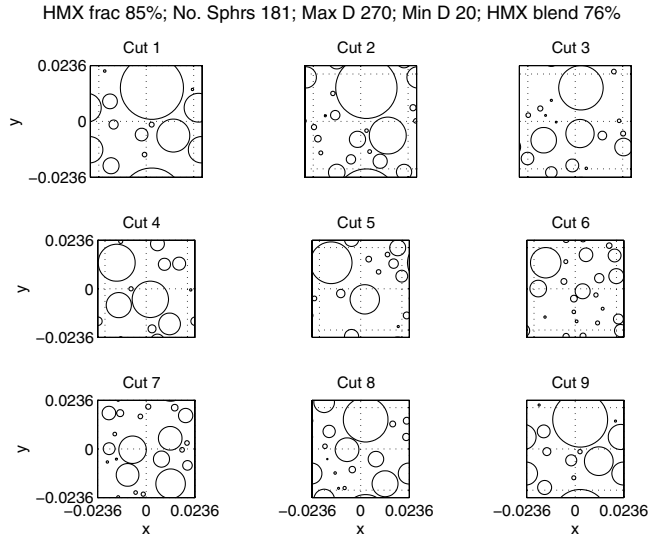 HMX frac 85%; No. Sphrs 181; Max D 270; Min D 20; HMX blend 76%
Cut 1
Cut 2
Cut 3
0.0236
y
0
−0.0236
Cut 4
Cut 5
Cut 6
0.0236
y
0
−0.0236
Cut 7
Cut 8
Cut 9
0.0236
y
0
−0.0236
−0.0236 0 0.0236
−0.0236 0 0.0236
−0.0236 0 0.0236
x
x
x